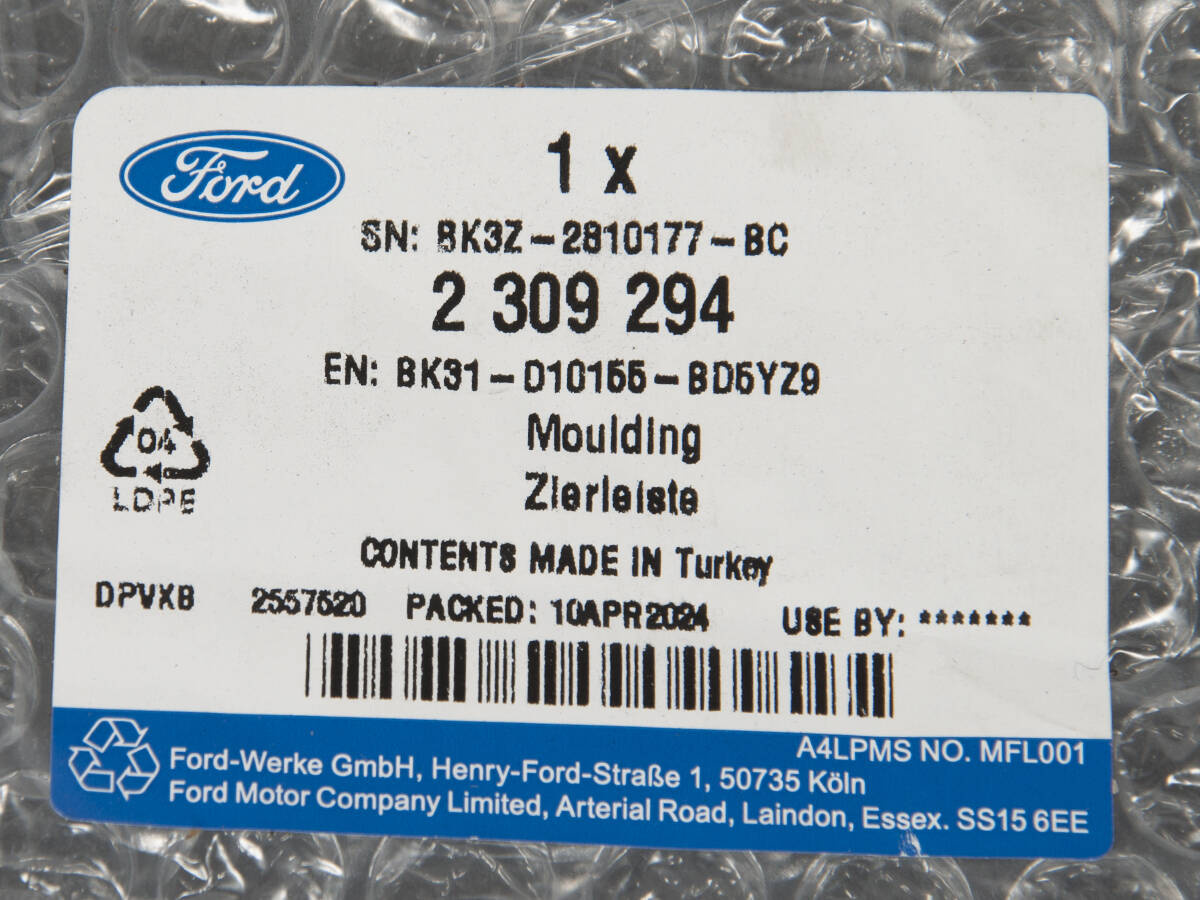 Ford
1 x
SN: BK3Z-2810177-BC
2 309 294
EN: BK31-D10155-BD5YZ9
Moulding
Zierleiste
04
LDPE
CONTENTS MADE IN Turkey
DPVXB 2557520 PACKED: 10APR2024 USE BY: *******
A4LPMS NO. MFL001
Ford-Werke GmbH, Henry-Ford-Straße 1, 50735 Köln
Ford Motor Company Limited, Arterial Road, Laindon, Essex. SS15 6EE